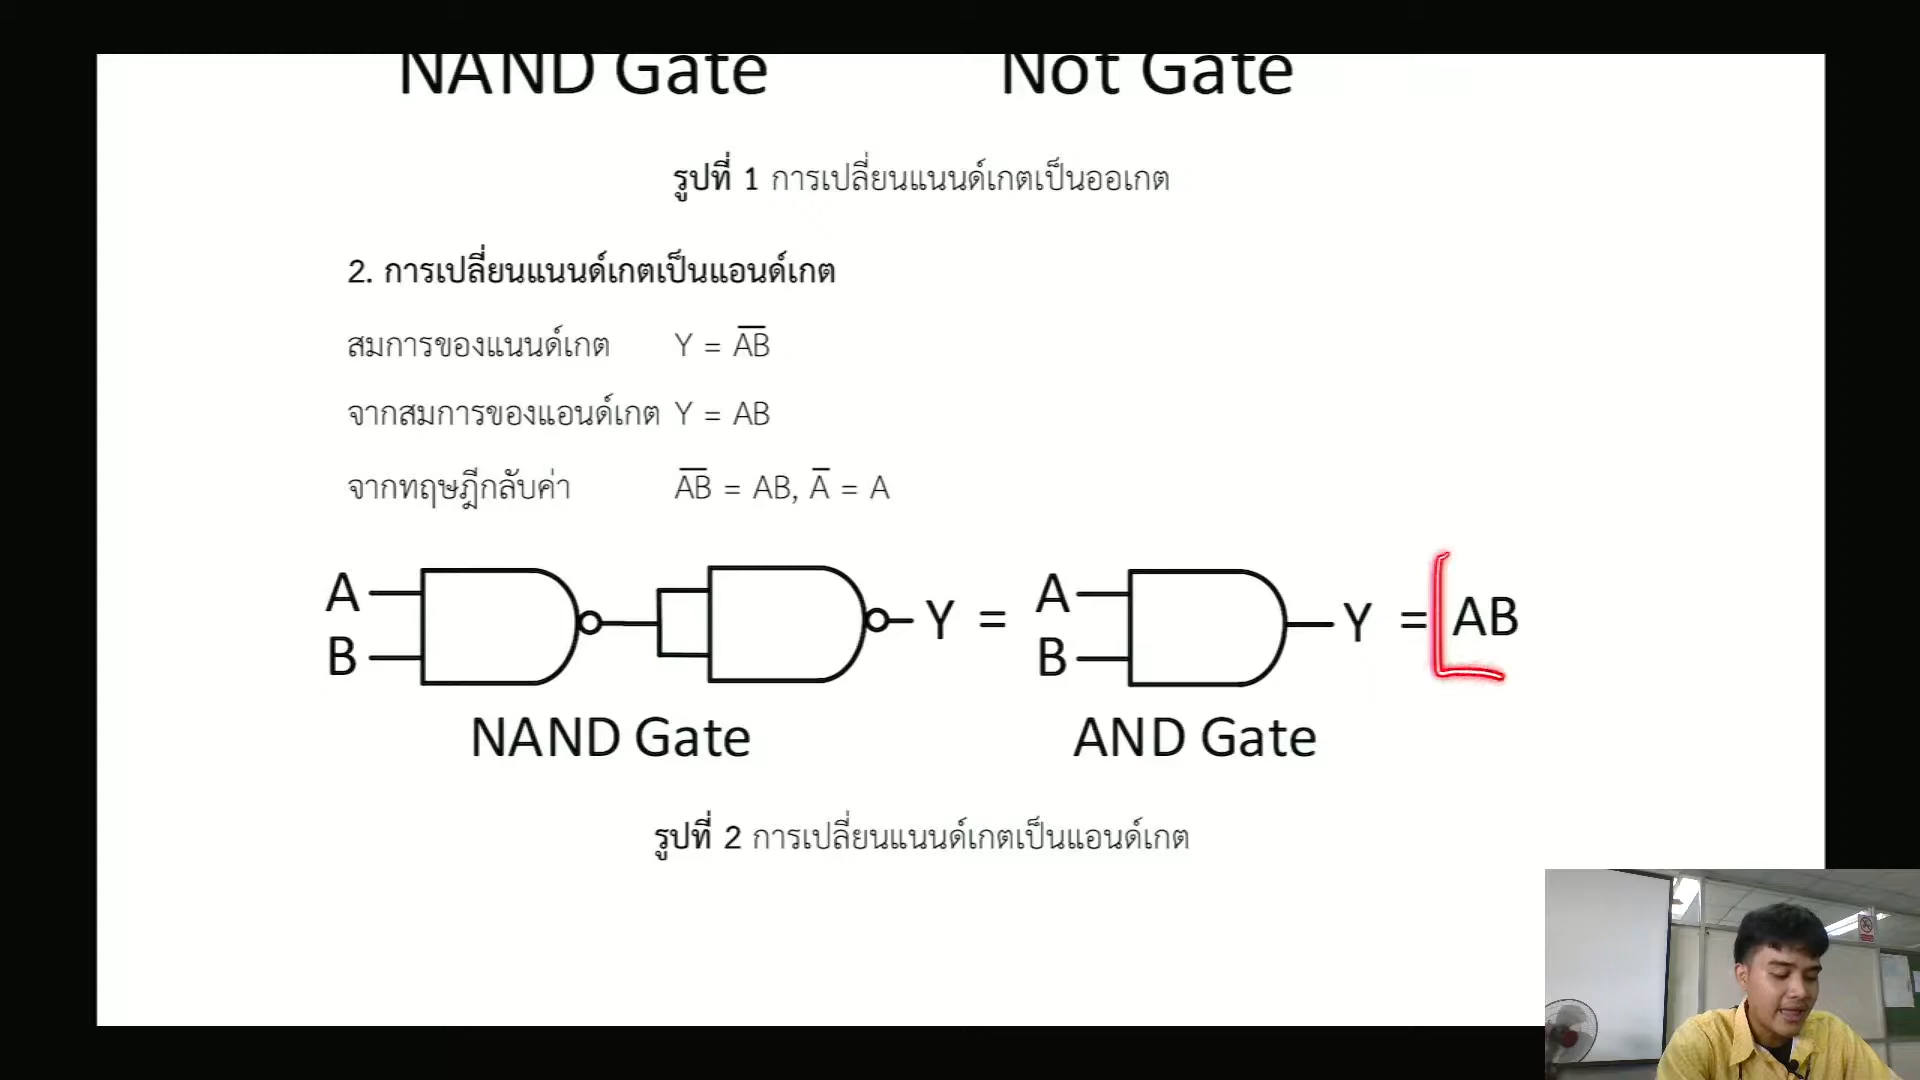 NAND Gate Not Gate
รูปที่ 1 การเปลี่ยนแนนด์เกตเป็นออเกต
2. การเปลี่ยนแนนด์เกตเป็นแอนด์เกต
สมการของแนนด์เกต Y = A̅B̅
จากสมการของแอนด์เกต Y = AB
จากทฤษฎีกลับค่า A̅B̅ = AB, A̅ = A
A
B
Y =
A
B
Y = AB
NAND Gate AND Gate
รูปที่ 2 การเปลี่ยนแนนด์เกตเป็นแอนด์เกต